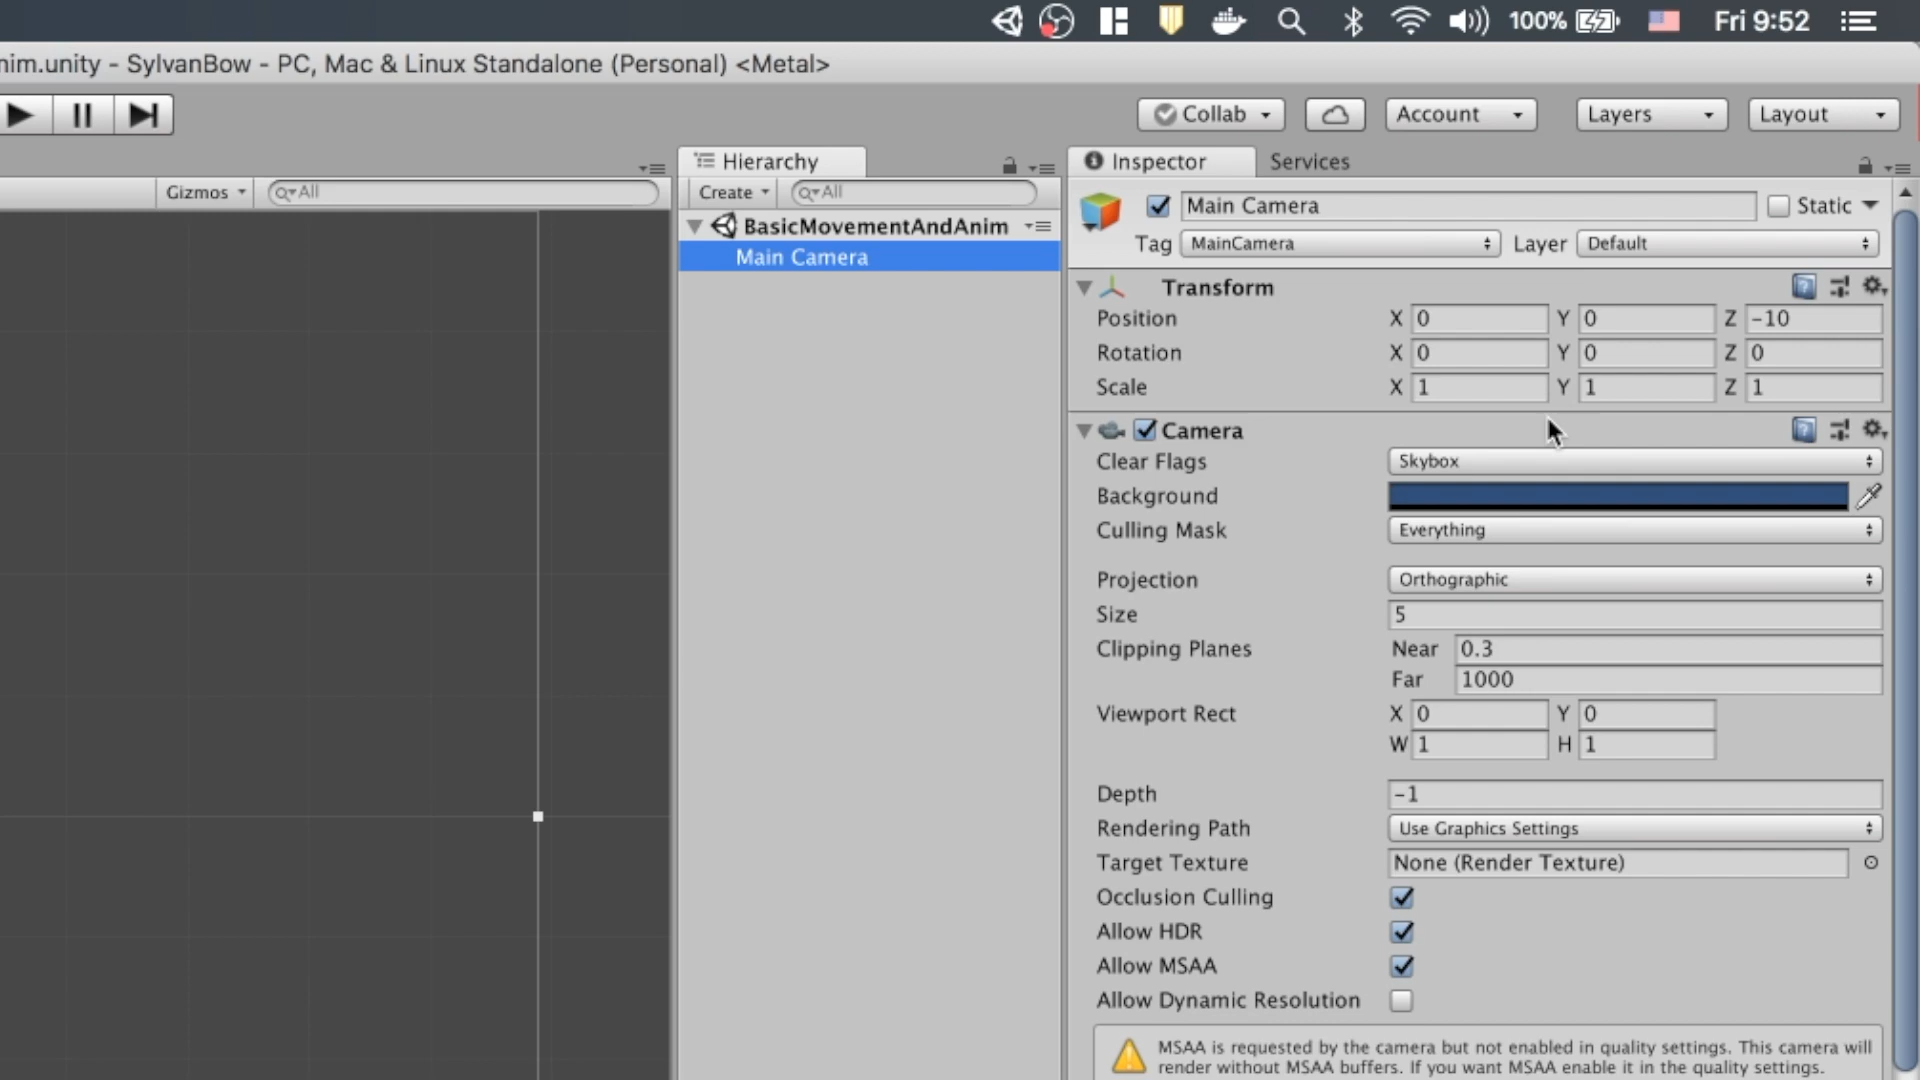 100% Fri 9:52
nim.unity - SylvanBow - PC, Mac & Linux Standalone (Personal) <Metal>
Collab Account Layers Layout
Hierarchy Inspector Services
Gizmos All Create All
Main Camera Static
BasicMovementAndAnim
Tag MainCamera Layer Default
Main Camera
Transform
Position X 0 Y 0 Z -10
Rotation X 0 Y 0 Z 0
Scale X 1 Y 1 Z 1
Camera
Clear Flags Skybox
Background
Culling Mask Everything
Projection Orthographic
Size 5
Clipping Planes Near 0.3
Far 1000
Viewport Rect X 0 Y 0
W 1 H 1
Depth -1
Rendering Path Use Graphics Settings
Target Texture None (Render Texture)
Occlusion Culling
Allow HDR
Allow MSAA
Allow Dynamic Resolution
MSAA is requested by the camera but not enabled in quality settings. This camera will
render without MSAA buffers. If you want MSAA enable it in the quality settings.